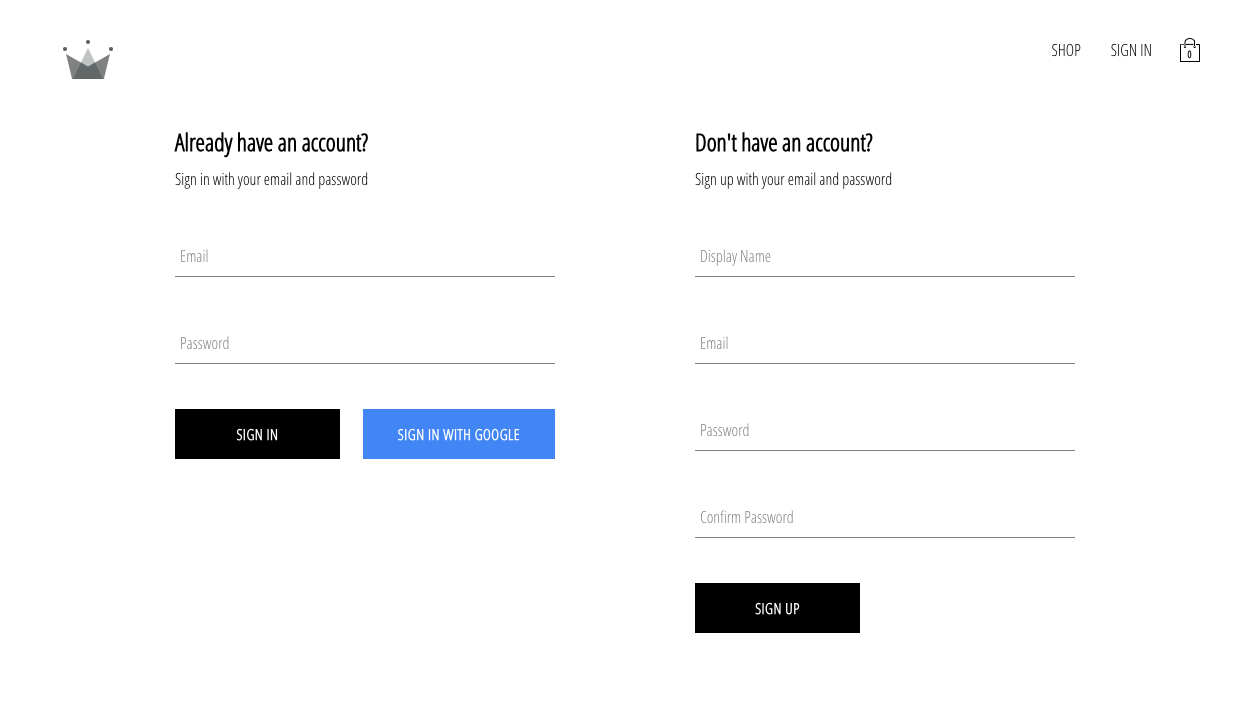 SHOP
SIGN IN
0
Already have an account?
Sign in with your email and password
Email
Password
SIGN IN
SIGN IN WITH GOOGLE
Don't have an account?
Sign up with your email and password
Display Name
Email
Password
Confirm Password
SIGN UP